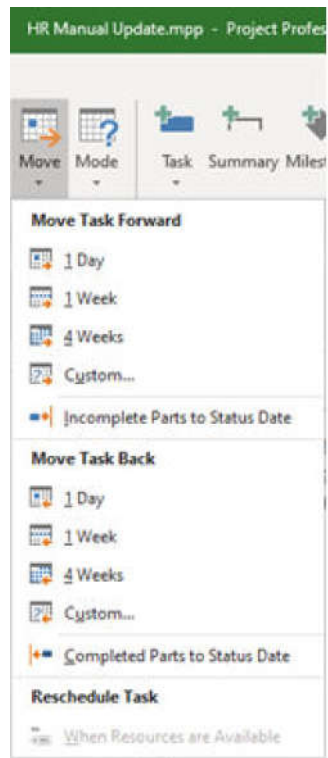 HR Manual Update.mpp - Project Profes
Move Mode Task Summary Miles
Move Task Forward
1 Day
1 Week
4 Weeks
Custom...
Incomplete Parts to Status Date
Move Task Back
1 Day
1 Week
4 Weeks
Custom...
Completed Parts to Status Date
Reschedule Task
When Resources are Available